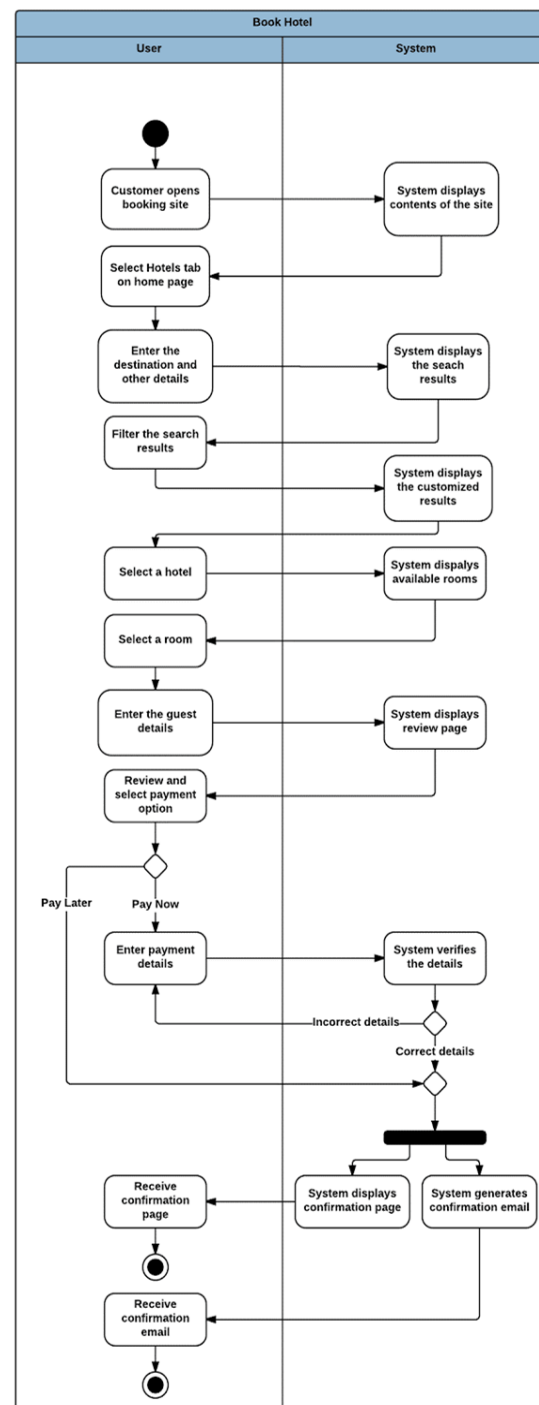 Book Hotel
User
System
Customer opens
booking site
System displays
contents of the site
Select Hotels tab
on home page
Enter the
destination and
other details
System displays
the seach
results
Filter the search
results
System displays
the customized
results
Select a hotel
System dispalys
available rooms
Select a room
Enter the guest
details
System displays
review page
Review and
select payment
option
Pay Later
Pay Now
Enter payment
details
System verifies
the details
Incorrect details
Correct details
Receive
confirmation
page
System displays
confirmation page
System generates
confirmation email
Receive
confirmation
email